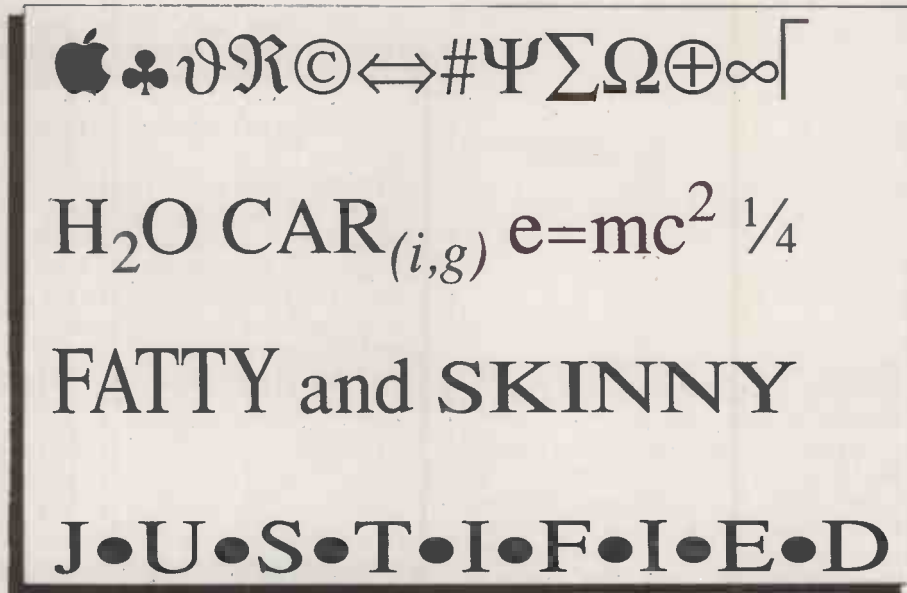 ♣ϑℜ©⇔#ΨΣΩ⊕∞⌈
H₂O CAR₍ᵢ,g₎ e=mc² ¼
FATTY and SKINNY
J•U•S•T•I•F•I•E•D